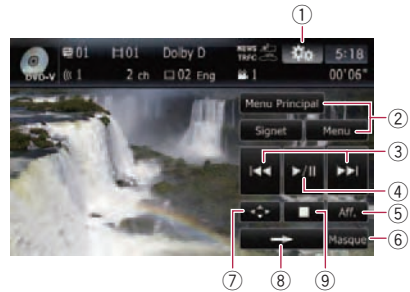 ①
01 01 Dolby D NEWS TRFC 5:18
DVD-V 1 2 ch 02 Eng 1 00'06"
Menu Principal
②
Signet Menu
③
④
Aff. ⑤
Masque ⑥
⑦ ⑧ ⑨